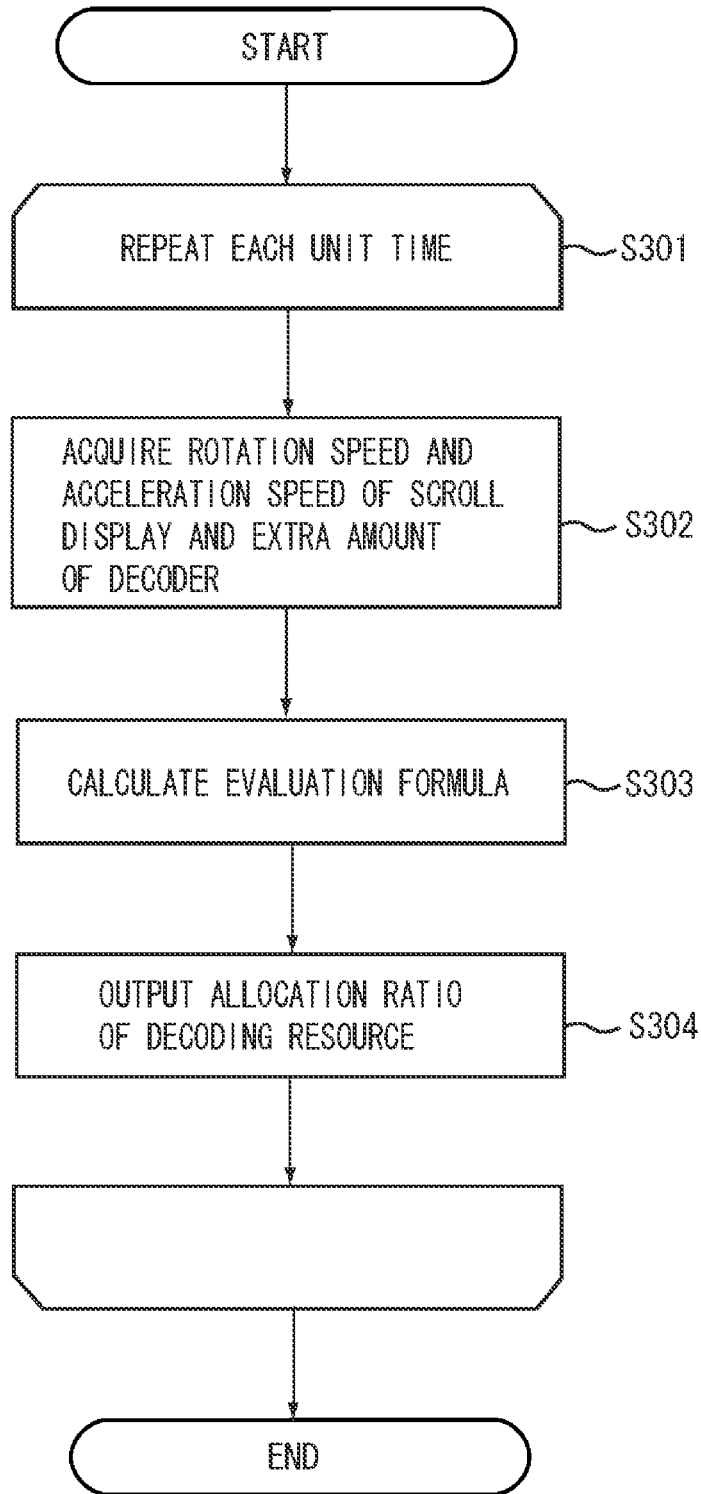 START
REPEAT EACH UNIT TIME
S301
ACQUIRE ROTATION SPEED AND
ACCELERATION SPEED OF SCROLL
DISPLAY AND EXTRA AMOUNT
OF DECODER
S302
CALCULATE EVALUATION FORMULA
S303
OUTPUT ALLOCATION RATIO
OF DECODING RESOURCE
S304
END